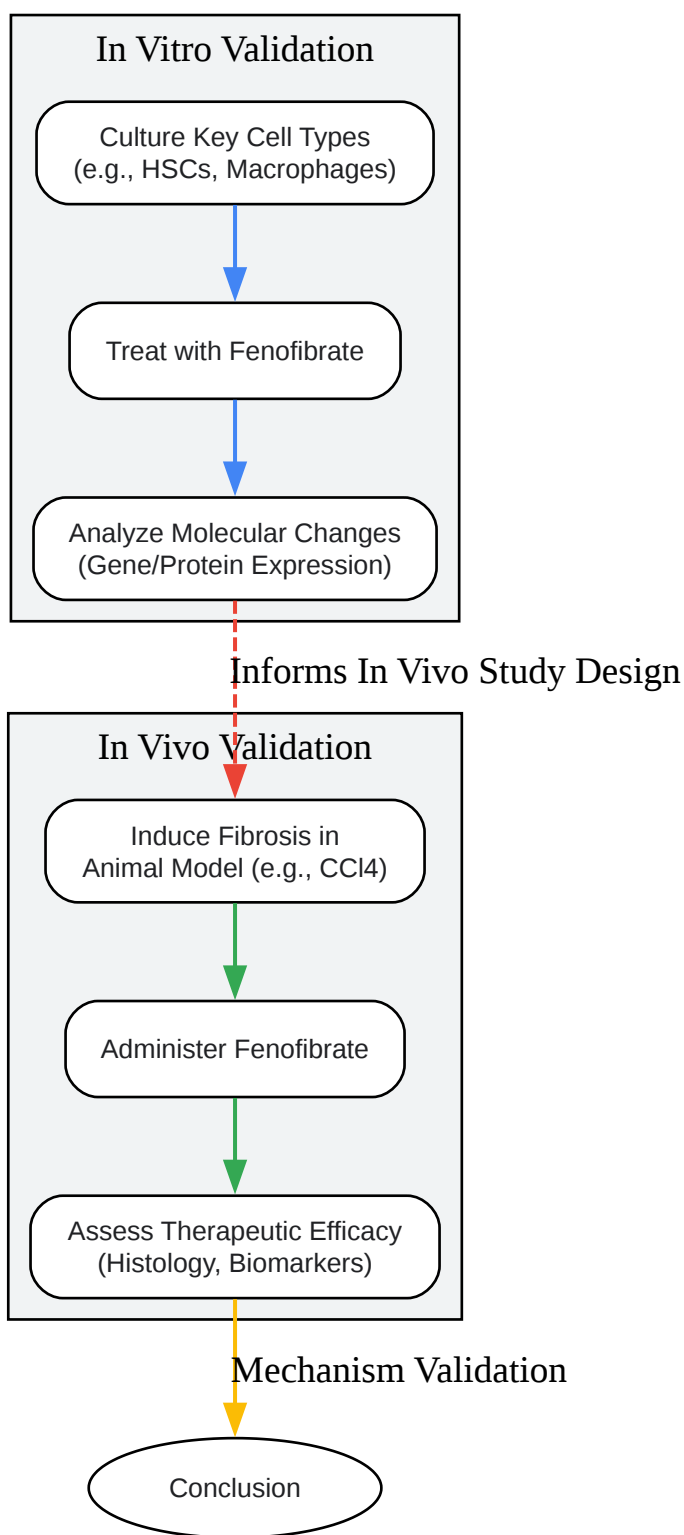 In Vitro Validation
Culture Key Cell Types
(e.g., HSCs, Macrophages)
Treat with Fenofibrate
Analyze Molecular Changes
(Gene/Protein Expression)
Informs In Vivo Study Design
In Vivo Validation
Induce Fibrosis in
Animal Model (e.g., CCl4)
Administer Fenofibrate
Assess Therapeutic Efficacy
(Histology, Biomarkers)
Mechanism Validation
Conclusion